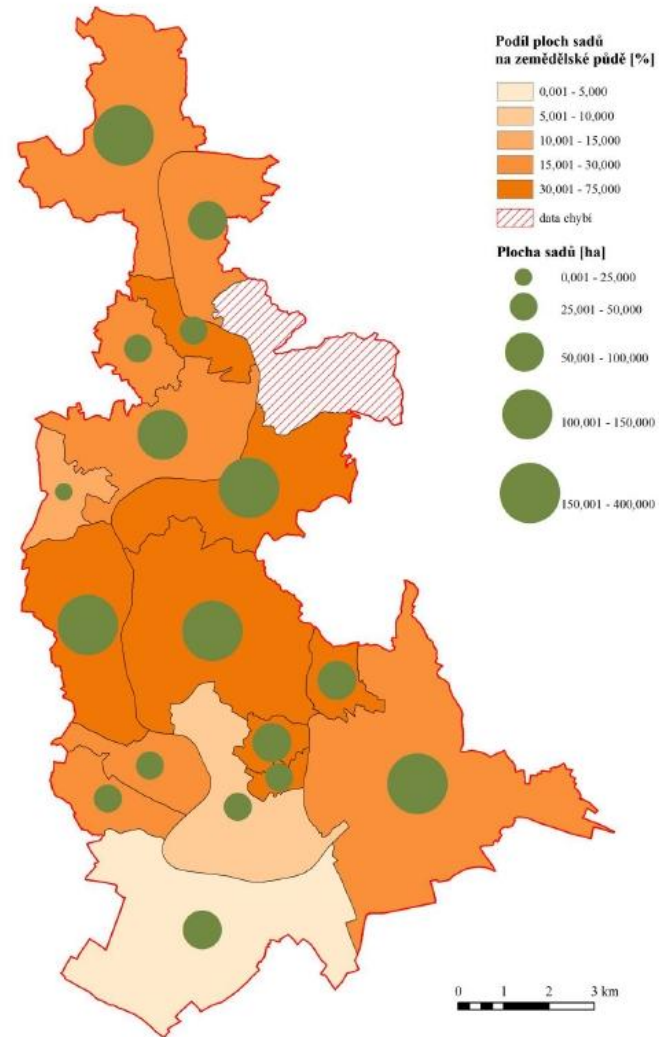 Podíl ploch sadů
na zemědělské půdě [%]
0,001 - 5,000
5,001 - 10,000
10,001 - 15,000
15,001 - 30,000
30,001 - 75,000
data chybí
Plocha sadů [ha]
0,001 - 25,000
25,001 - 50,000
50,001 - 100,000
100,001 - 150,000
150,001 - 400,000
0 1 2 3 km